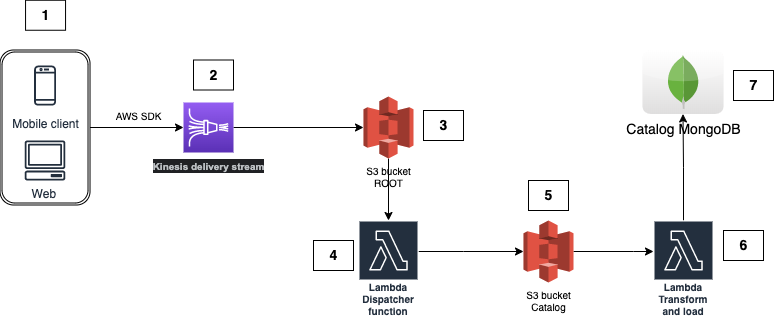 1
Mobile client
Web
AWS SDK
2
Kinesis delivery stream
3
S3 bucket
ROOT
4
Lambda
Dispatcher
function
5
S3 bucket
Catalog
6
Lambda
Transform
and load
7
Catalog MongoDB